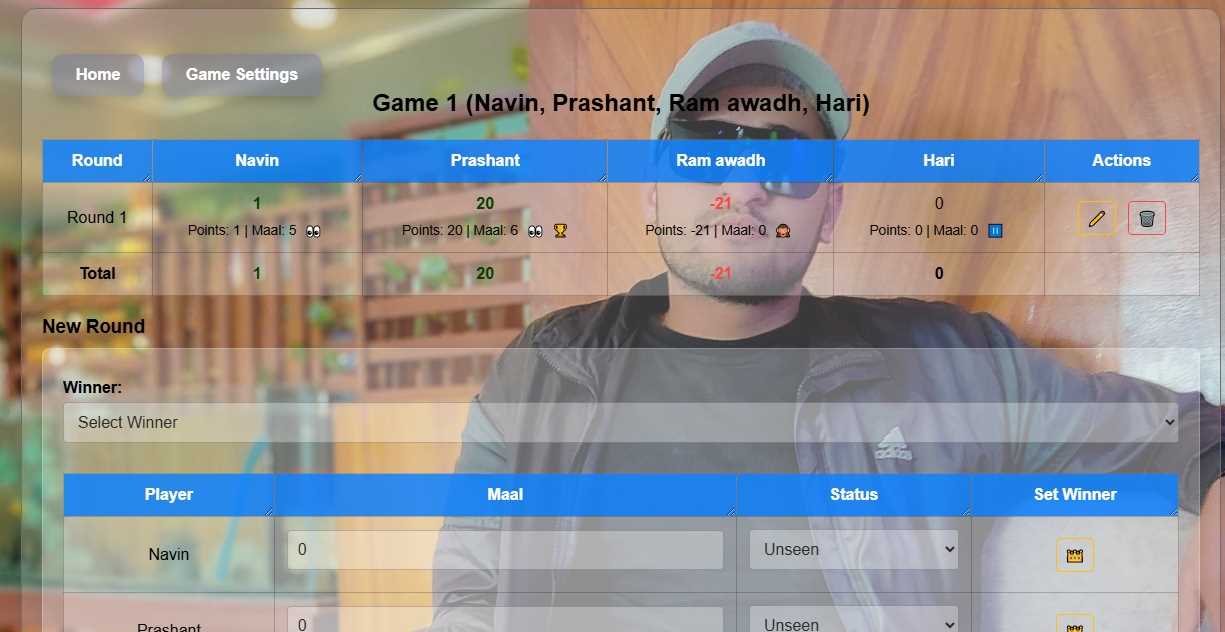 Home
Game Settings
Game 1 (Navin, Prashant, Ram awadh, Hari)
Round Navin Prashant Ram awadh Hari Actions
Round 1
1 20 -21 0
Points: 1 | Maal: 5 👀 Points: 20 | Maal: 6 👀 🏆 Points: -21 | Maal: 0 🙈 Points: 0 | Maal: 0 ⏸️
Total 1 20 -21 0
New Round
Winner:
Select Winner
Player Maal Status Set Winner
Navin 0 Unseen
Prashant 0 Unseen